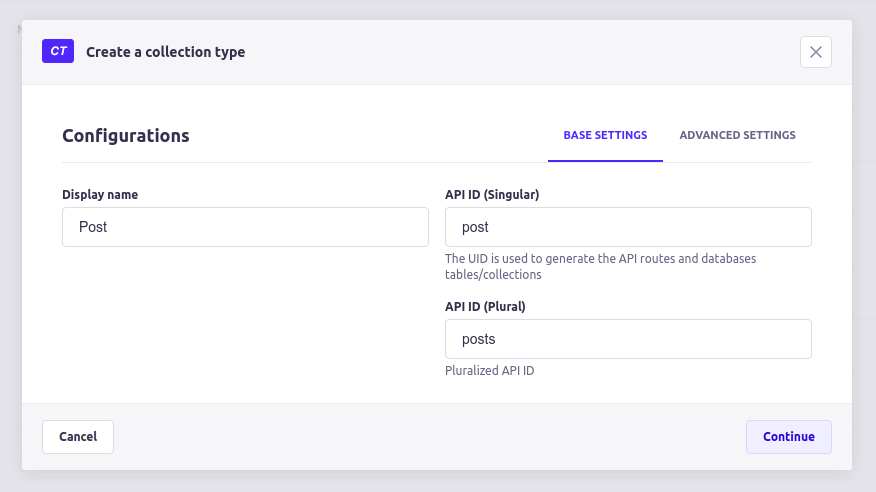 CT Create a collection type
Configurations
BASE SETTINGS ADVANCED SETTINGS
Display name
Post
API ID (Singular)
post
The UID is used to generate the API routes and databases
tables/collections
API ID (Plural)
posts
Pluralized API ID
Cancel
Continue